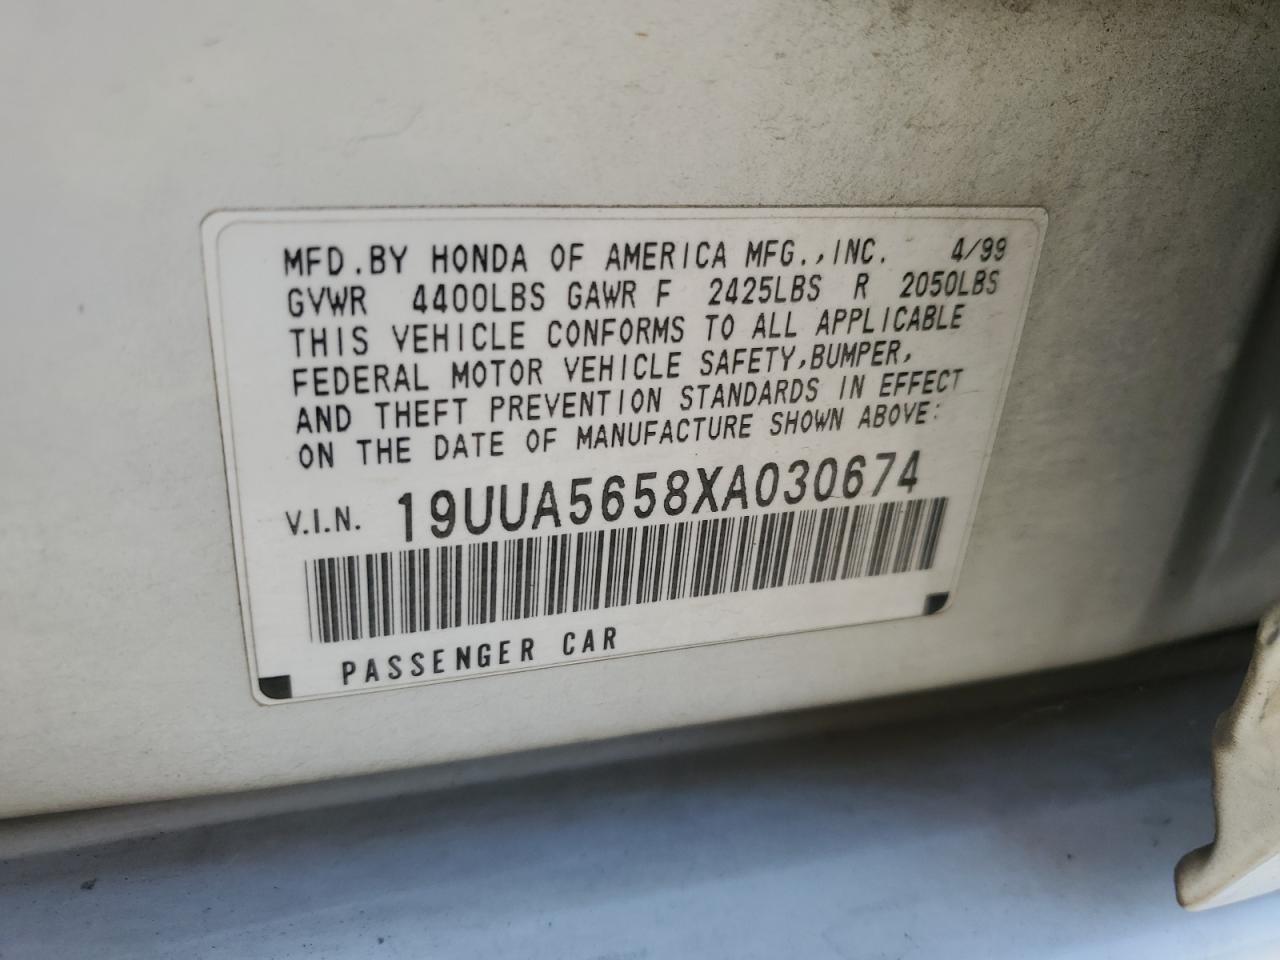 MFD.BY HONDA OF AMERICA MFG.,INC. 4/99
GVWR 4400LBS GAWR F 2425LBS R 2050LBS
THIS VEHICLE CONFORMS TO ALL APPLICABLE
FEDERAL MOTOR VEHICLE SAFETY,BUMPER,
AND THEFT PREVENTION STANDARDS IN EFFECT
ON THE DATE OF MANUFACTURE SHOWN ABOVE:
V.I.N. 19UUA5658XA030674
PASSENGER CAR